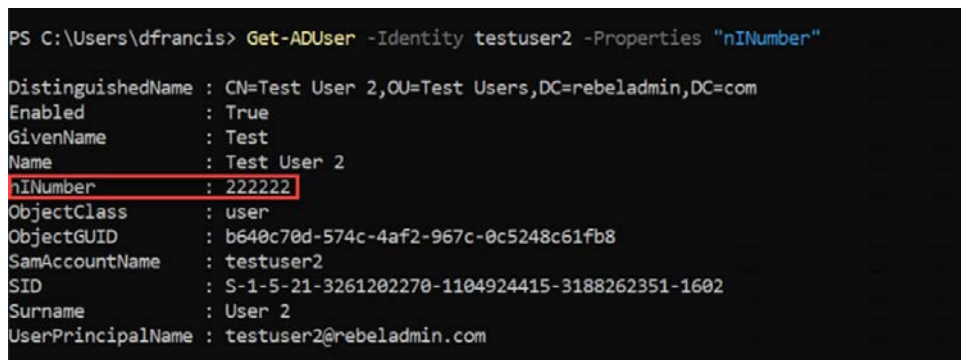 PS C:\Users\dfrancis> Get-ADUser -Identity testuser2 -Properties "nINumber"
DistinguishedName : CN=Test User 2,OU=Test Users,DC=rebeladmin,DC=com
Enabled : True
GivenName : Test
Name : Test User 2
nINumber : 222222
ObjectClass : user
ObjectGUID : b640c70d-574c-4af2-967c-0c5248c61fb8
SamAccountName : testuser2
SID : S-1-5-21-3261202270-1104924415-3188262351-1602
Surname : User 2
UserPrincipalName : testuser2@rebeladmin.com